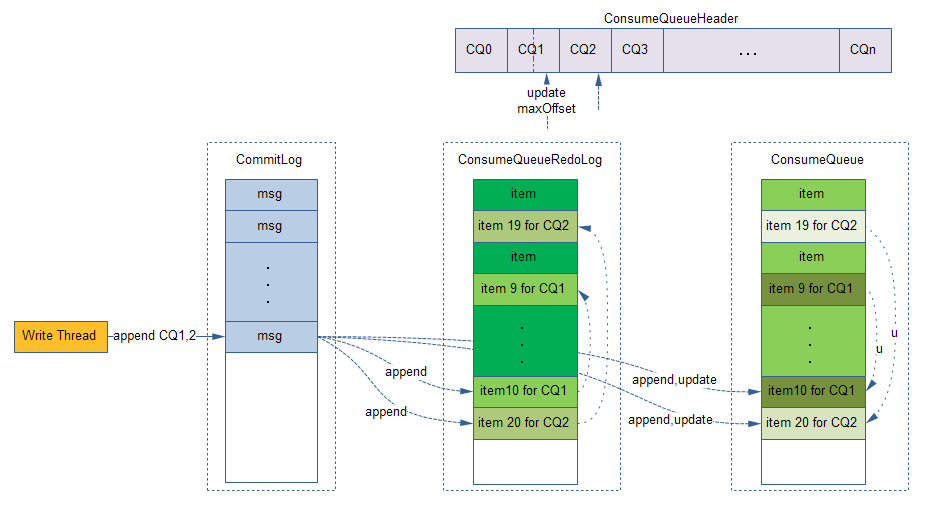 ConsumeQueueHeader
CQ0
CQ1
CQ2
CQ3
...
CQn
update
maxOffset
CommitLog
msg
msg
.
.
.
msg
ConsumeQueueRedoLog
item
item 19 for CQ2
item
item 9 for CQ1
.
.
.
item10 for CQ1
item 20 for CQ2
ConsumeQueue
item
item 19 for CQ2
item
item 9 for CQ1
.
.
.
item10 for CQ1
item 20 for CQ2
Write Thread
append CQ1,2
append
append
append,update
append,update
u
u